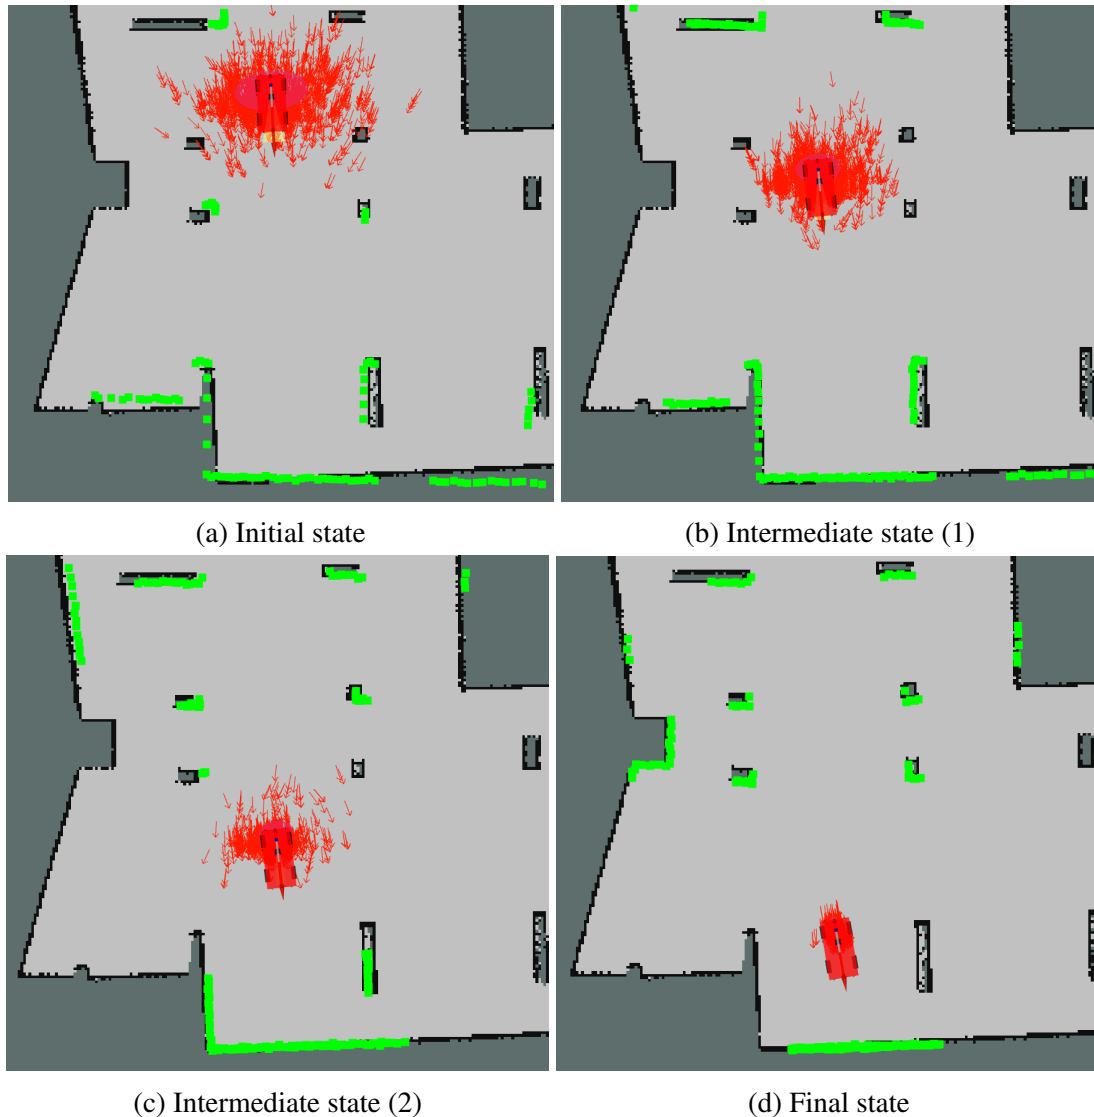 (a) Initial state
(b) Intermediate state (1)
(c) Intermediate state (2)
(d) Final state